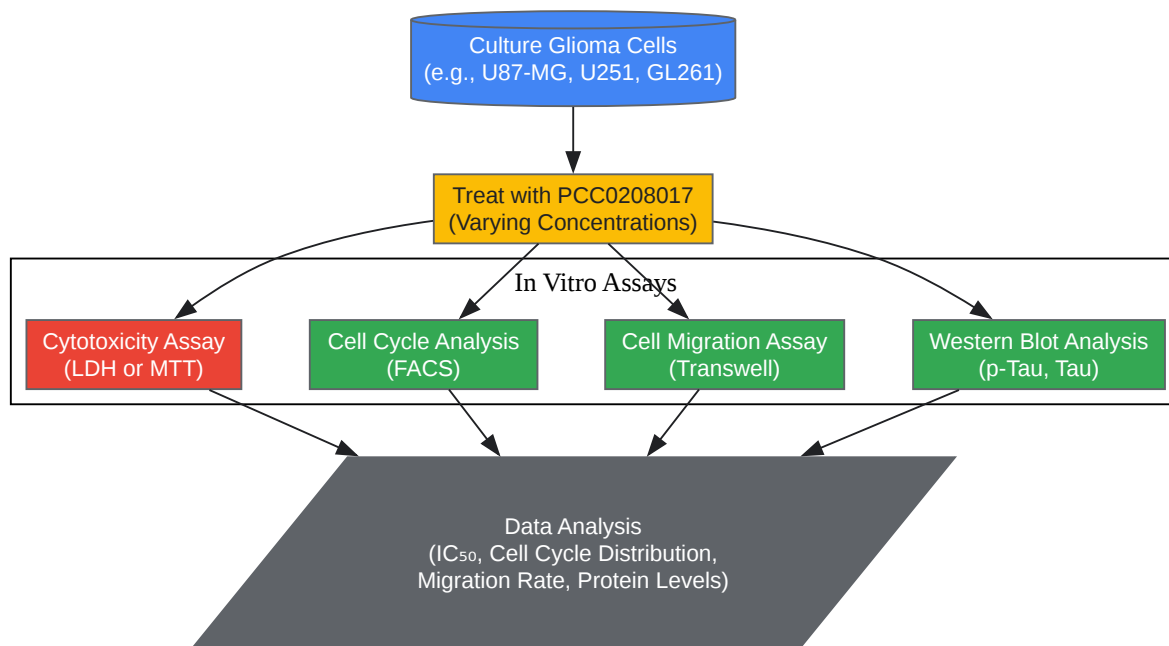 Culture Glioma Cells
(e.g., U87-MG, U251, GL261)
Treat with PCC0208017
(Varying Concentrations)
In Vitro Assays
Cytotoxicity Assay
(LDH or MTT)
Cell Cycle Analysis
(FACS)
Cell Migration Assay
(Transwell)
Western Blot Analysis
(p-Tau, Tau)
Data Analysis
(IC₅₀, Cell Cycle Distribution,
Migration Rate, Protein Levels)